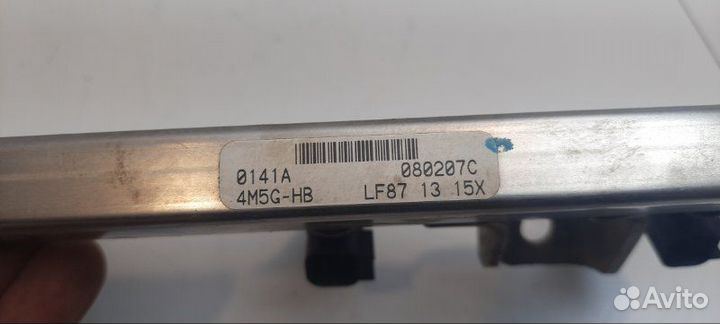 0141A 080207C
4M5G-HB LF87 13 15X
Avito